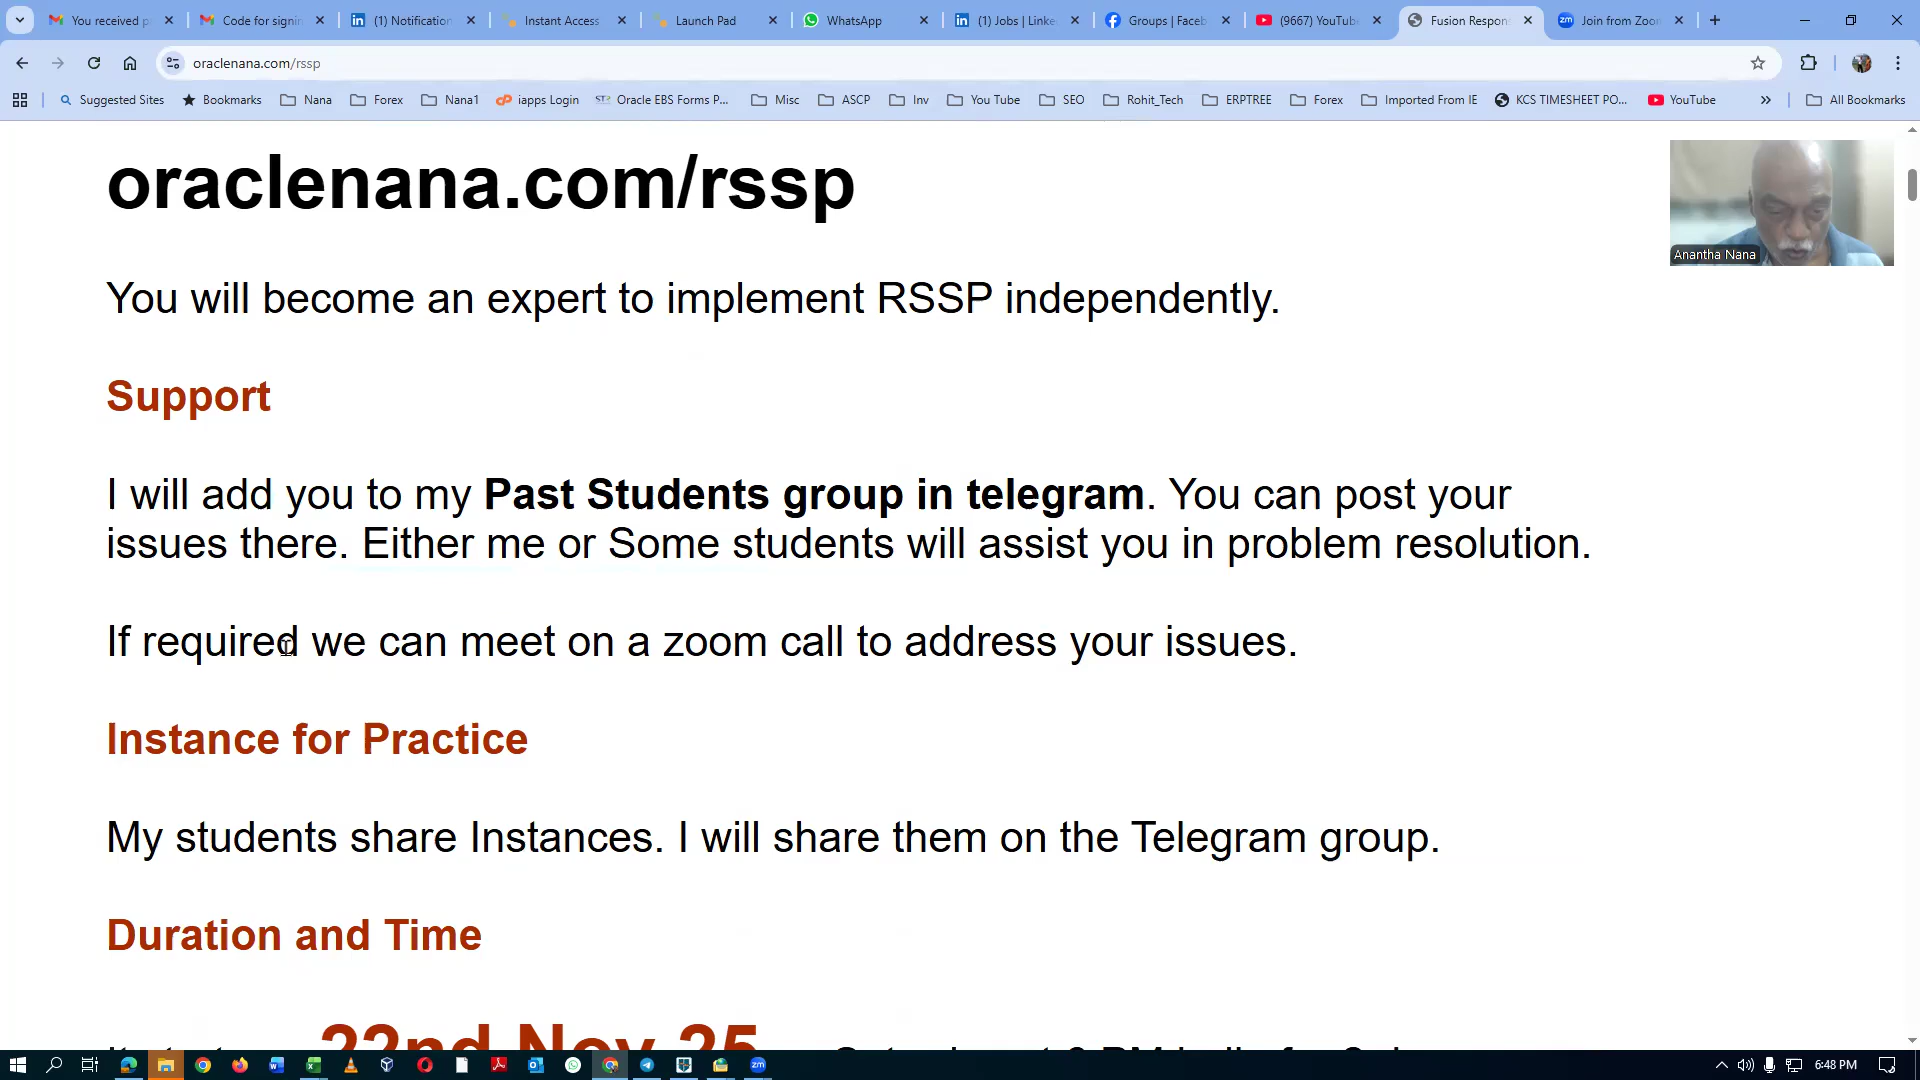 You received p
Code for signin
(1) Notification
Instant Access
Launch Pad
WhatsApp
(1) Jobs | Linke
Groups | Faceb
(9667) YouTube
Fusion Respon
Join from Zoom
oraclenana.com/rssp
Suggested Sites
Bookmarks
Nana
Forex
Nana1
iapps Login
Oracle EBS Forms P...
Misc
ASCP
Inv
You Tube
SEO
Rohit_Tech
ERPTREE
Forex
Imported From IE
KCS TIMESHEET PO...
YouTube
All Bookmarks
oraclenana.com/rssp
Anantha Nana
You will become an expert to implement RSSP independently.
Support
I will add you to my Past Students group in telegram. You can post your
issues there. Either me or Some students will assist you in problem resolution.
If required we can meet on a zoom call to address your issues.
Instance for Practice
My students share Instances. I will share them on the Telegram group.
Duration and Time
22nd Nov 25
6:48 PM